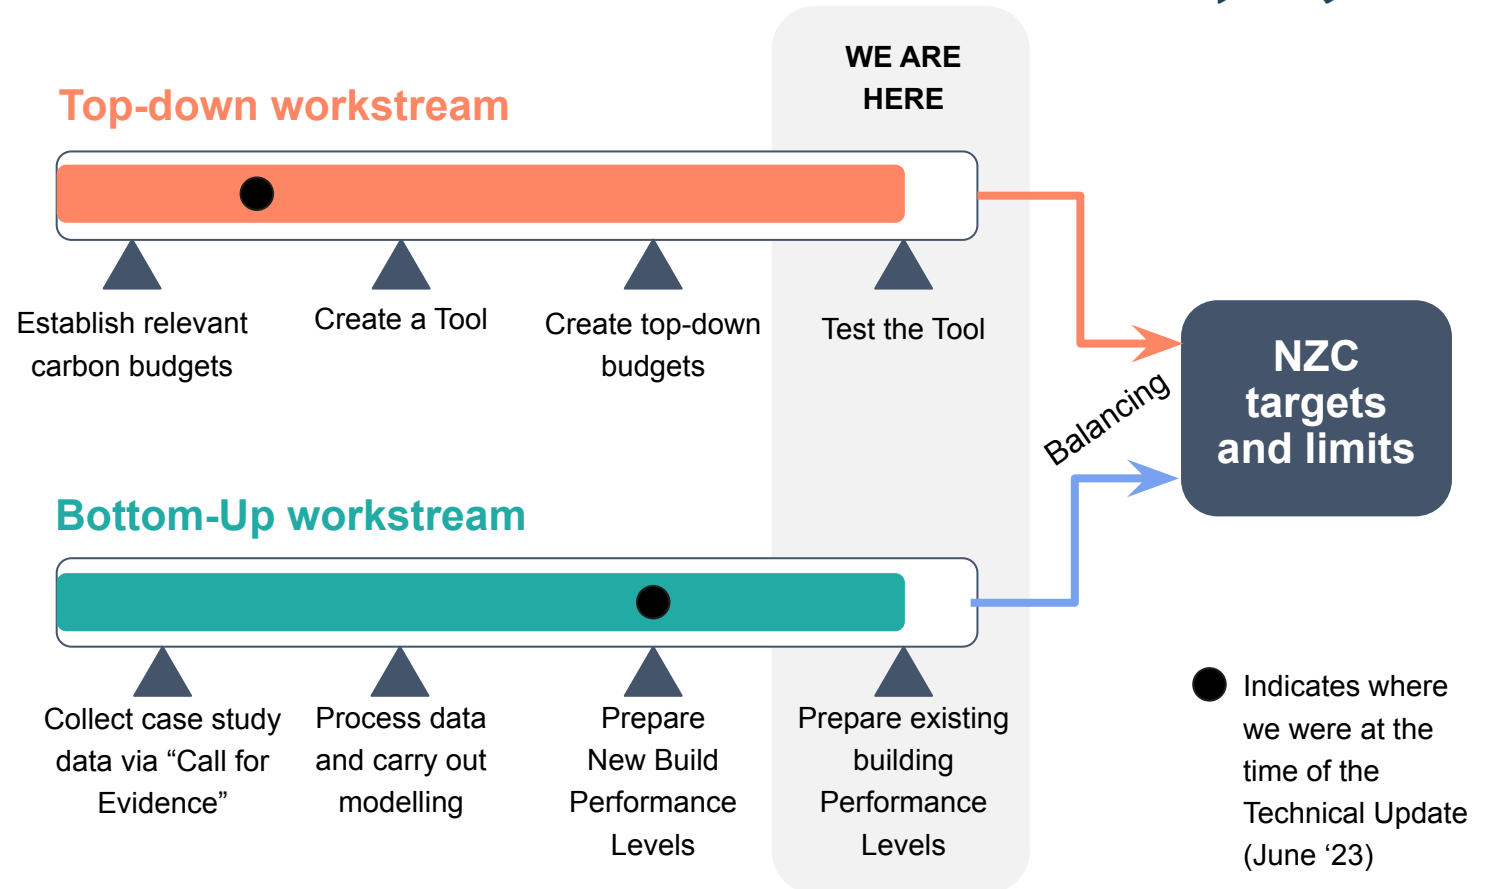 WE ARE
HERE
Top-down workstream
Establish relevant
carbon budgets
Create a Tool
Create top-down
budgets
Test the Tool
Balancing
NZC
targets
and limits
Bottom-Up workstream
Collect case study
data via “Call for
Evidence”
Process data
and carry out
modelling
Prepare
New Build
Performance
Levels
Prepare existing
building
Performance
Levels
Indicates where
we were at the
time of the
Technical Update
(June ‘23)